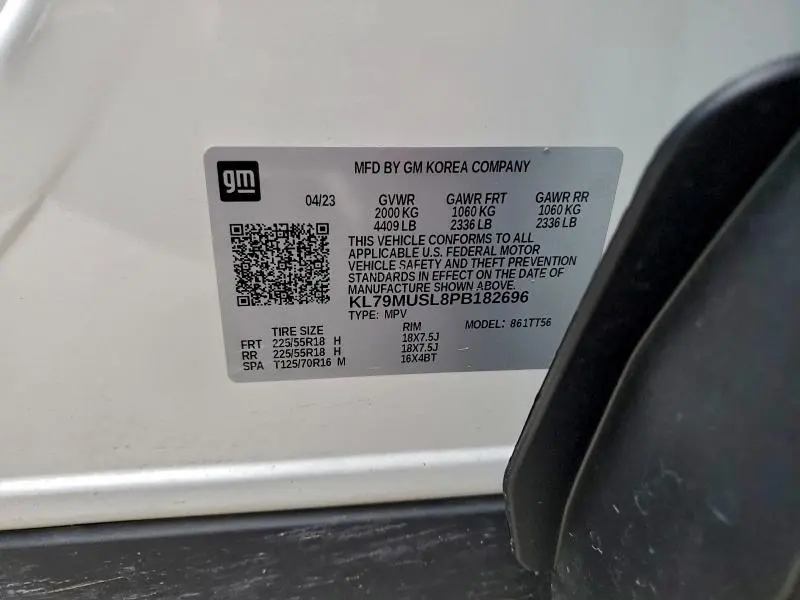 gm
MFD BY GM KOREA COMPANY
04/23 GVWR GAWR FRT GAWR RR
2000 KG 1060 KG 1060 KG
4409 LB 2336 LB 2336 LB
THIS VEHICLE CONFORMS TO ALL
APPLICABLE U.S. FEDERAL MOTOR
VEHICLE SAFETY AND THEFT PREVENTION
STANDARDS IN EFFECT ON THE DATE OF
MANUFACTURE SHOWN ABOVE.
KL79MUSL8PB182696
TYPE: MPV MODEL: 861TT56
TIRE SIZE RIM
FRT 225/55R18 H 18X7.5J
RR 225/55R18 H 18X7.5J
SPA T125/70R16 M 16X4BT